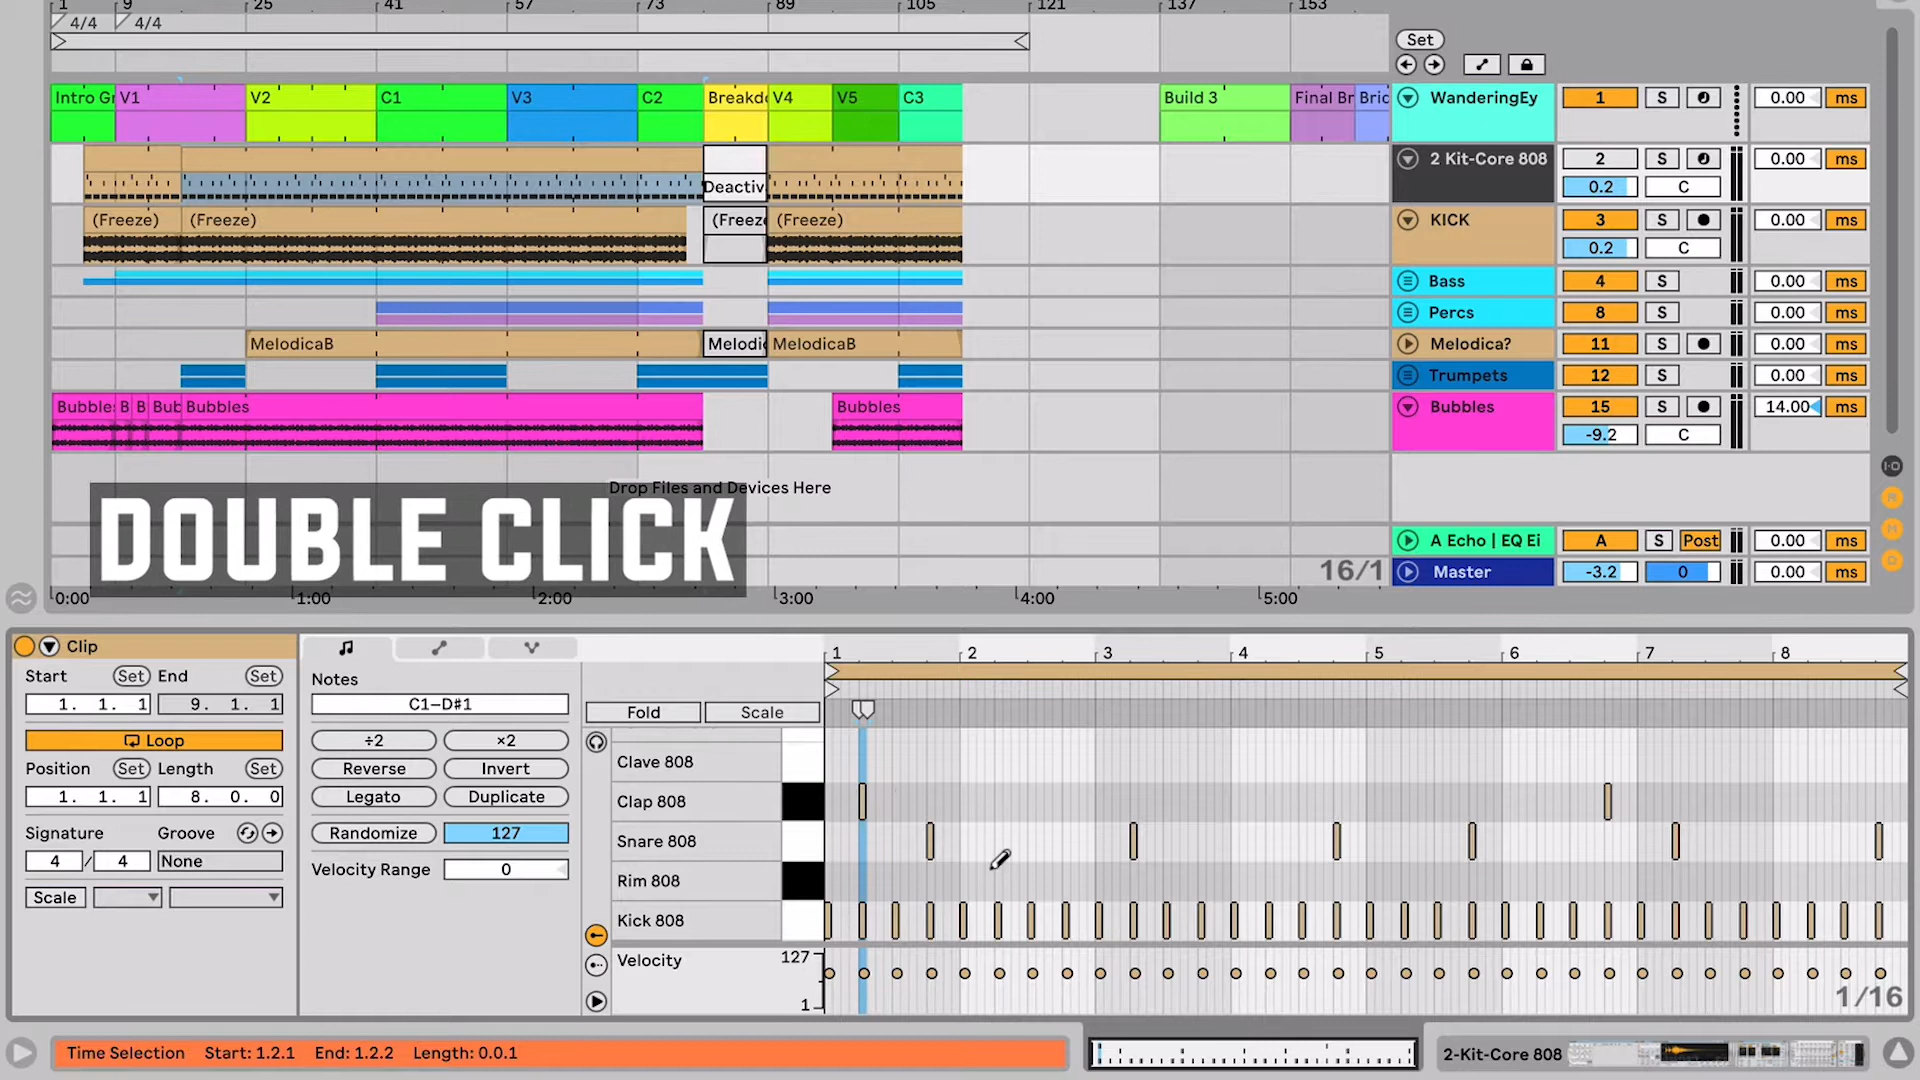 1 9 25 41 57 73 89 105 121 137 153
4/4 4/4
Set
Intro Gr V1 V2 C1 V3 C2 Breakdo V4 V5 C3 Build 3 Final Br Bric WanderingEy 1 S 0.00 ms
2 Kit-Core 808 2 S 0.00 ms
Deactiv 0.2 C
(Freeze) (Freeze) (Freeze (Freeze) KICK 3 S 0.00 ms
0.2 C
Bass 4 S 0.00 ms
Percs 8 S 0.00 ms
MelodicaB Melodic MelodicaB Melodica? 11 S 0.00 ms
Trumpets 12 S 0.00 ms
Bubbles B B Bub Bubbles Bubbles Bubbles 15 S 14.00 ms
-9.2 C
Drop Files and Devices Here
DOUBLE CLICK
A Echo | EQ Ei A S Post 0.00 ms
16/1 Master -3.2 0 0.00 ms
0:00 1:00 2:00 3:00 4:00 5:00
Clip
Start Set End Set
1. 1. 1 9. 1. 1
Loop
Position Set Length Set
1. 1. 1 8. 0. 0
Signature Groove
4 / 4 None
Scale
Notes
C1–D#1
÷2 ×2
Reverse Invert
Legato Duplicate
Randomize 127
Velocity Range 0
1 2 3 4 5 6 7 8
Fold Scale
Clave 808
Clap 808
Snare 808
Rim 808
Kick 808
Velocity 127
1
1/16
Time Selection Start: 1.2.1 End: 1.2.2 Length: 0.0.1
2-Kit-Core 808